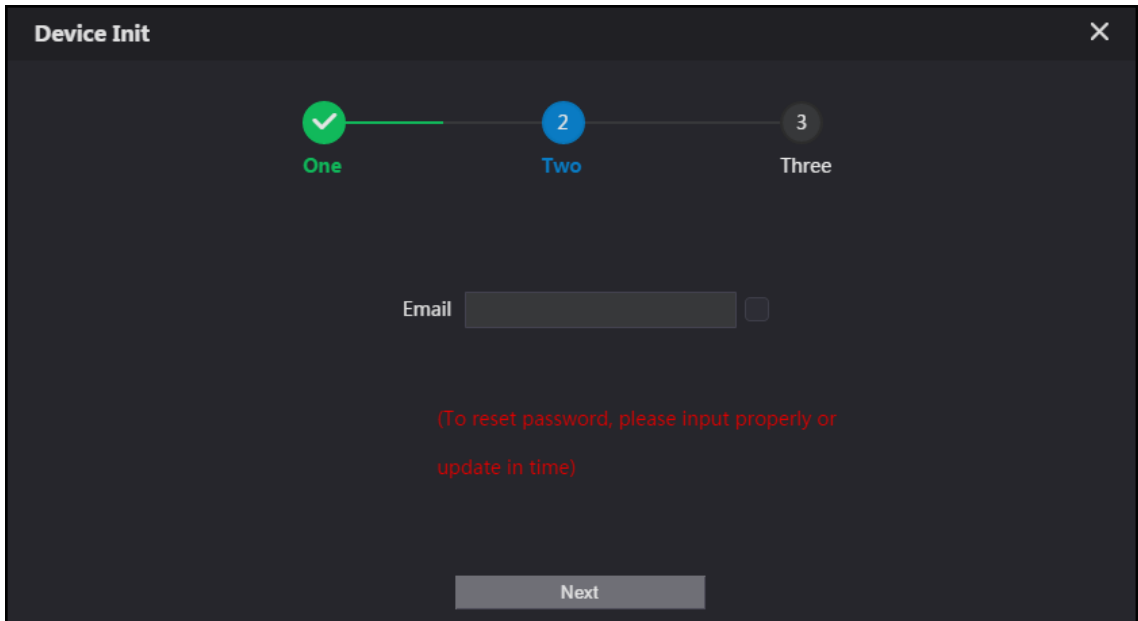 Device Init
2
3
One
Two
Three
Email
(To reset password, please input properly or
update in time)
Next